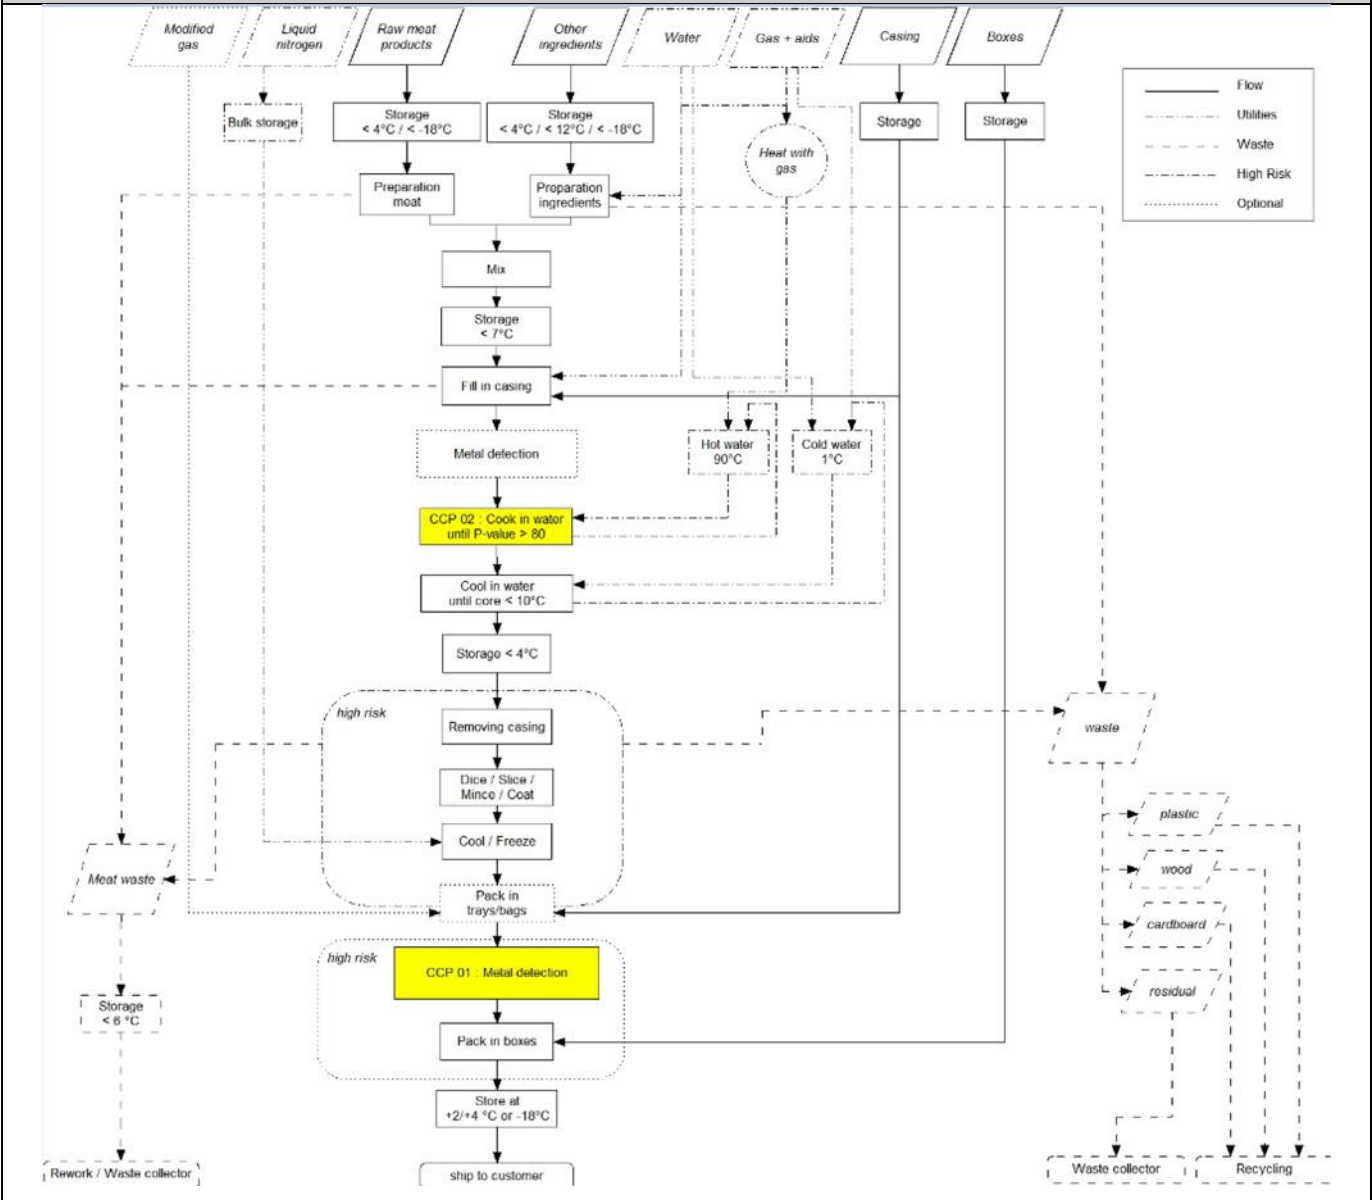 Modified
gas
Liquid
nitrogen
Raw meat
products
Other
ingredients
Water
Gas + aids
Casing
Boxes
Flow
Utilities
Waste
High Risk
Optional
Bulk storage
Storage
< 4°C / < -18°C
Storage
< 4°C / < 12°C / < -18°C
Storage
Storage
Heat with
gas
Preparation
meat
Preparation
ingredients
Mix
Storage
< 7°C
Fill in casing
Metal detection
Hot water
90°C
Cold water
1°C
CCP 02 : Cook in water
until P-value > 80
Cool in water
until core < 10°C
Storage < 4°C
high risk
Removing casing
waste
Dice / Slice /
Mince / Coat
plastic
Cool / Freeze
wood
Meat waste
Pack in
trays/bags
cardboard
high risk
CCP 01 : Metal detection
residual
Storage
< 6 °C
Pack in boxes
Store at
+2/+4 °C or -18°C
Rework / Waste collector
ship to customer
Waste collector
Recycling